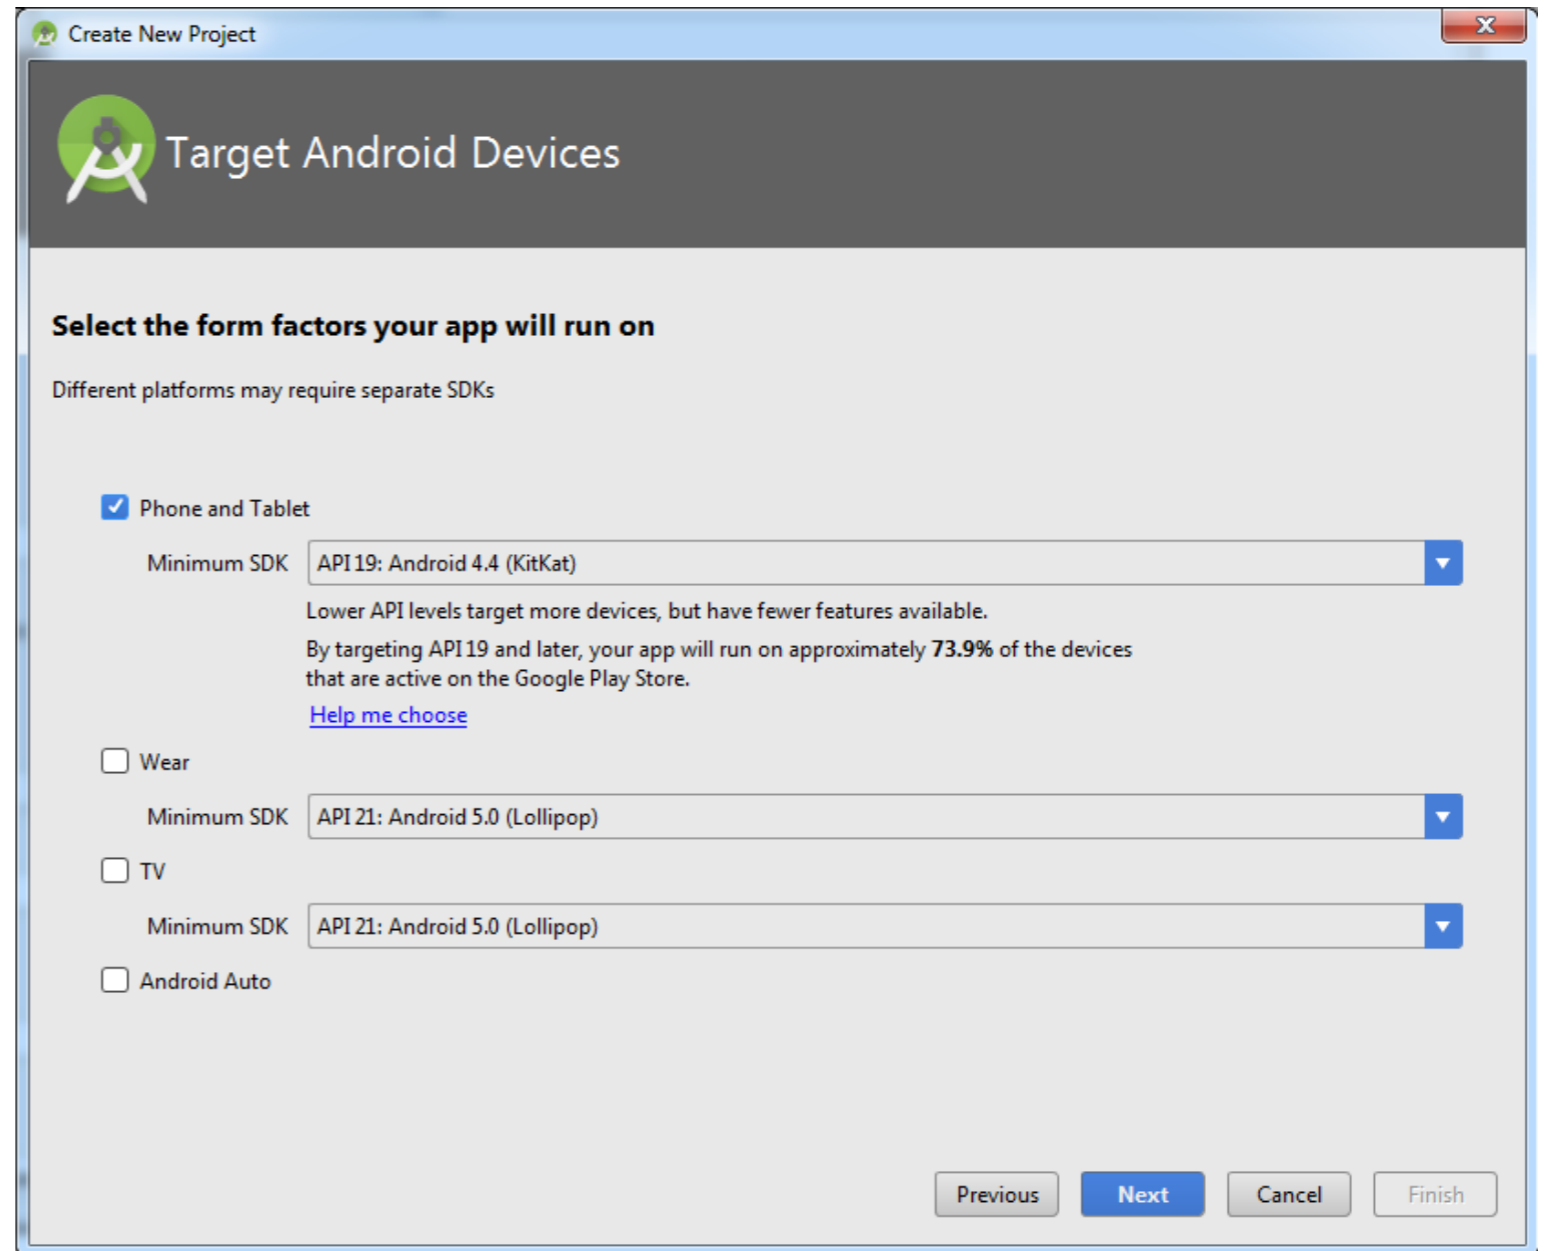 Create New Project
Target Android Devices
Select the form factors your app will run on
Different platforms may require separate SDKs
Phone and Tablet
Minimum SDK API 19: Android 4.4 (KitKat)
Lower API levels target more devices, but have fewer features available.
By targeting API 19 and later, your app will run on approximately 73.9% of the devices
that are active on the Google Play Store.
Help me choose
Wear
Minimum SDK API 21: Android 5.0 (Lollipop)
TV
Minimum SDK API 21: Android 5.0 (Lollipop)
Android Auto
Previous Next Cancel Finish